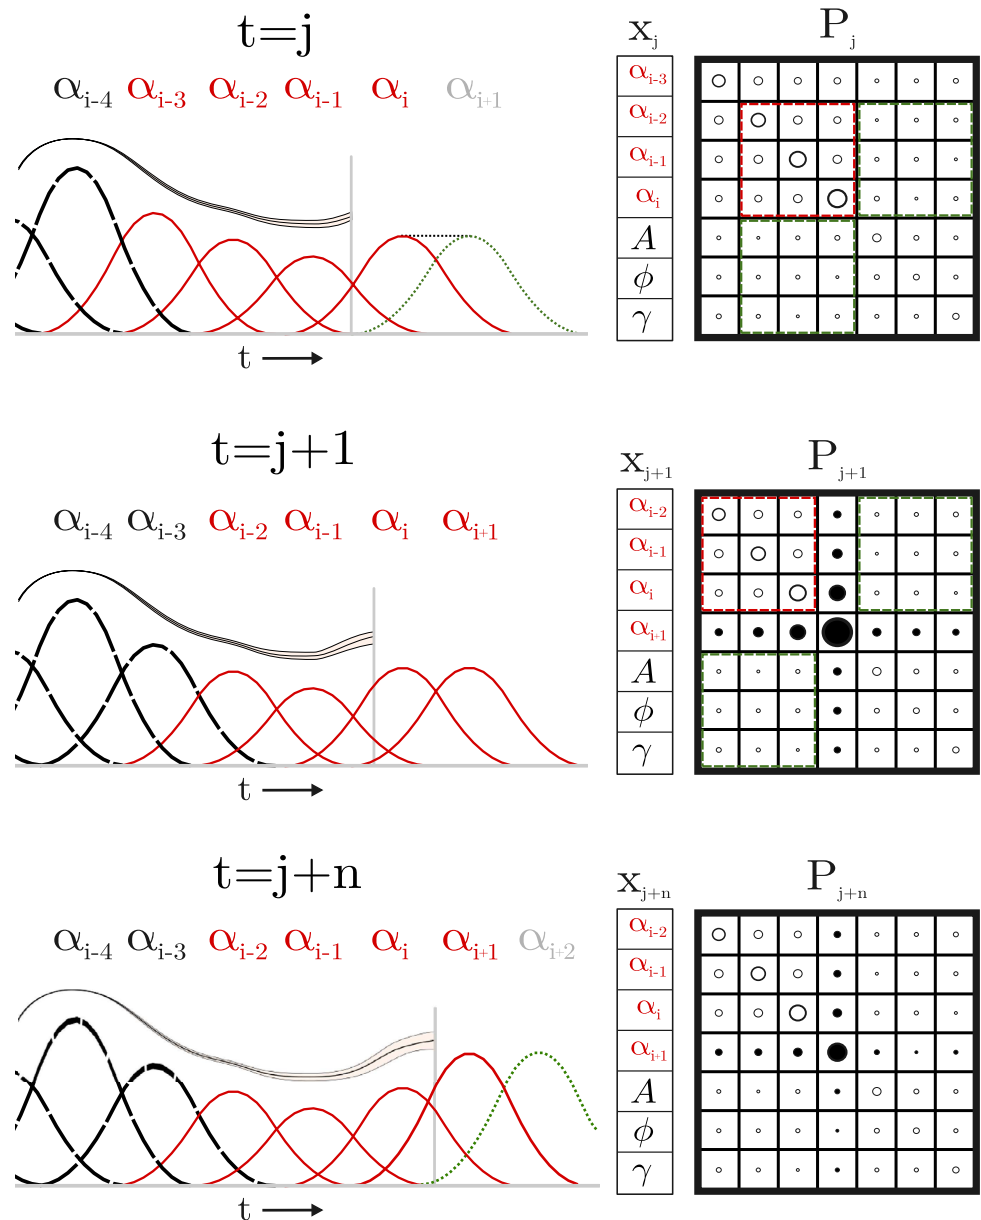 t=j
x_j
P_j
α_{i-4} α_{i-3} α_{i-2} α_{i-1} α_i α_{i+1}
α_{i-3}
α_{i-2}
α_{i-1}
α_i
A
ϕ
γ
t
t=j+1
x_{j+1}
P_{j+1}
α_{i-4} α_{i-3} α_{i-2} α_{i-1} α_i α_{i+1}
α_{i-2}
α_{i-1}
α_i
α_{i+1}
A
ϕ
γ
t
t=j+n
x_{j+n}
P_{j+n}
α_{i-4} α_{i-3} α_{i-2} α_{i-1} α_i α_{i+1} α_{i+2}
α_{i-2}
α_{i-1}
α_i
α_{i+1}
A
ϕ
γ
t